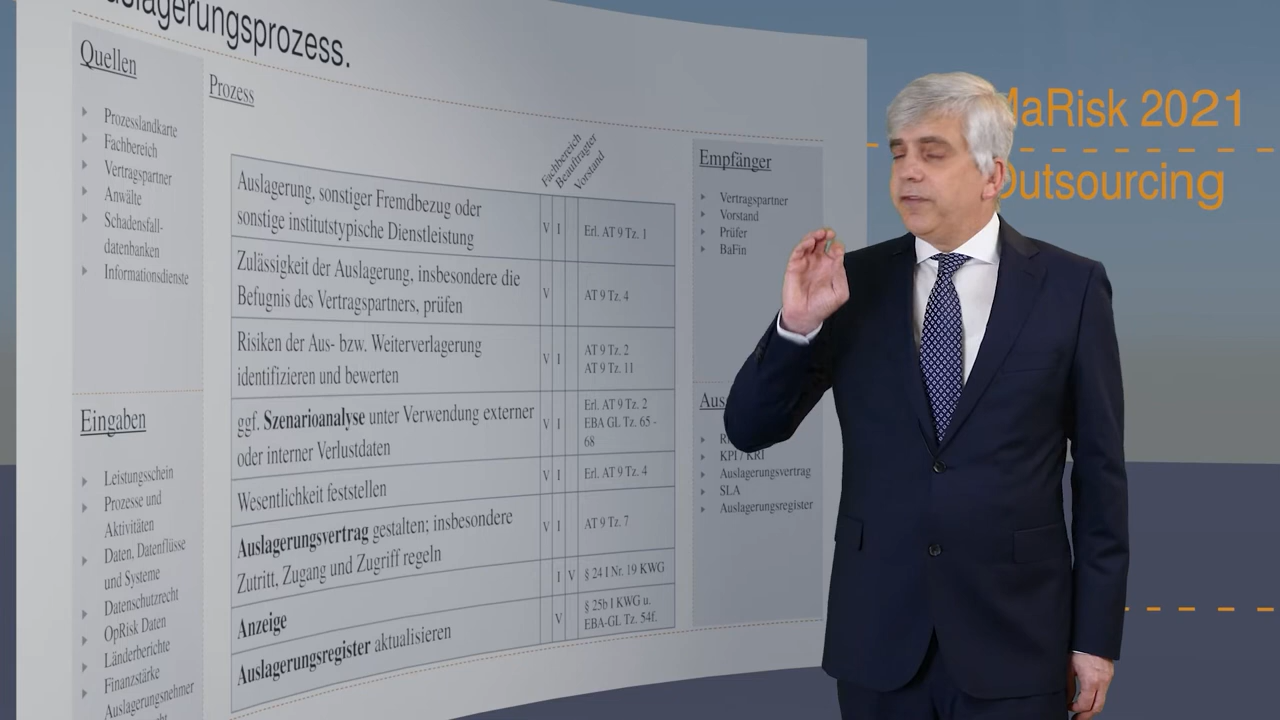 uslagerungsprozess.
Quellen
Prozesslandkarte
Fachbereich
Vertragspartner
Anwälte
Schadensfall-
datenbanken
Informationsdienste
Eingaben
Leistungsschein
Prozesse und
Aktivitäten
Daten, Datenflüsse
und Systeme
Datenschutzrecht
OpRisk Daten
Länderberichte
Finanzstärke
Auslagerungsnehmer
Prozess
Fachbereich
Beauftragter
Vorstand
Auslagerung, sonstiger Fremdbezug oder
sonstige institutstypische Dienstleistung
V I Erl. AT 9 Tz. 1
Zulässigkeit der Auslagerung, insbesondere die
Befugnis des Vertragspartners, prüfen
V AT 9 Tz. 4
Risiken der Aus- bzw. Weiterverlagerung
identifizieren und bewerten
V I AT 9 Tz. 2
AT 9 Tz. 11
ggf. Szenarioanalyse unter Verwendung externer
oder interner Verlustdaten
V I Erl. AT 9 Tz. 2
EBA GL Tz. 65 -
68
Wesentlichkeit feststellen
V I Erl. AT 9 Tz. 4
Auslagerungsvertrag gestalten; insbesondere
Zutritt, Zugang und Zugriff regeln
V I AT 9 Tz. 7
Anzeige
I V § 24 I Nr. 19 KWG
Auslagerungsregister aktualisieren
V § 25b I KWG u.
EBA-GL Tz. 54f.
Empfänger
Vertragspartner
Vorstand
Prüfer
BaFin
Aus
KPI / KRI
Auslagerungsvertrag
SLA
Auslagerungsregister
MaRisk 2021
Outsourcing